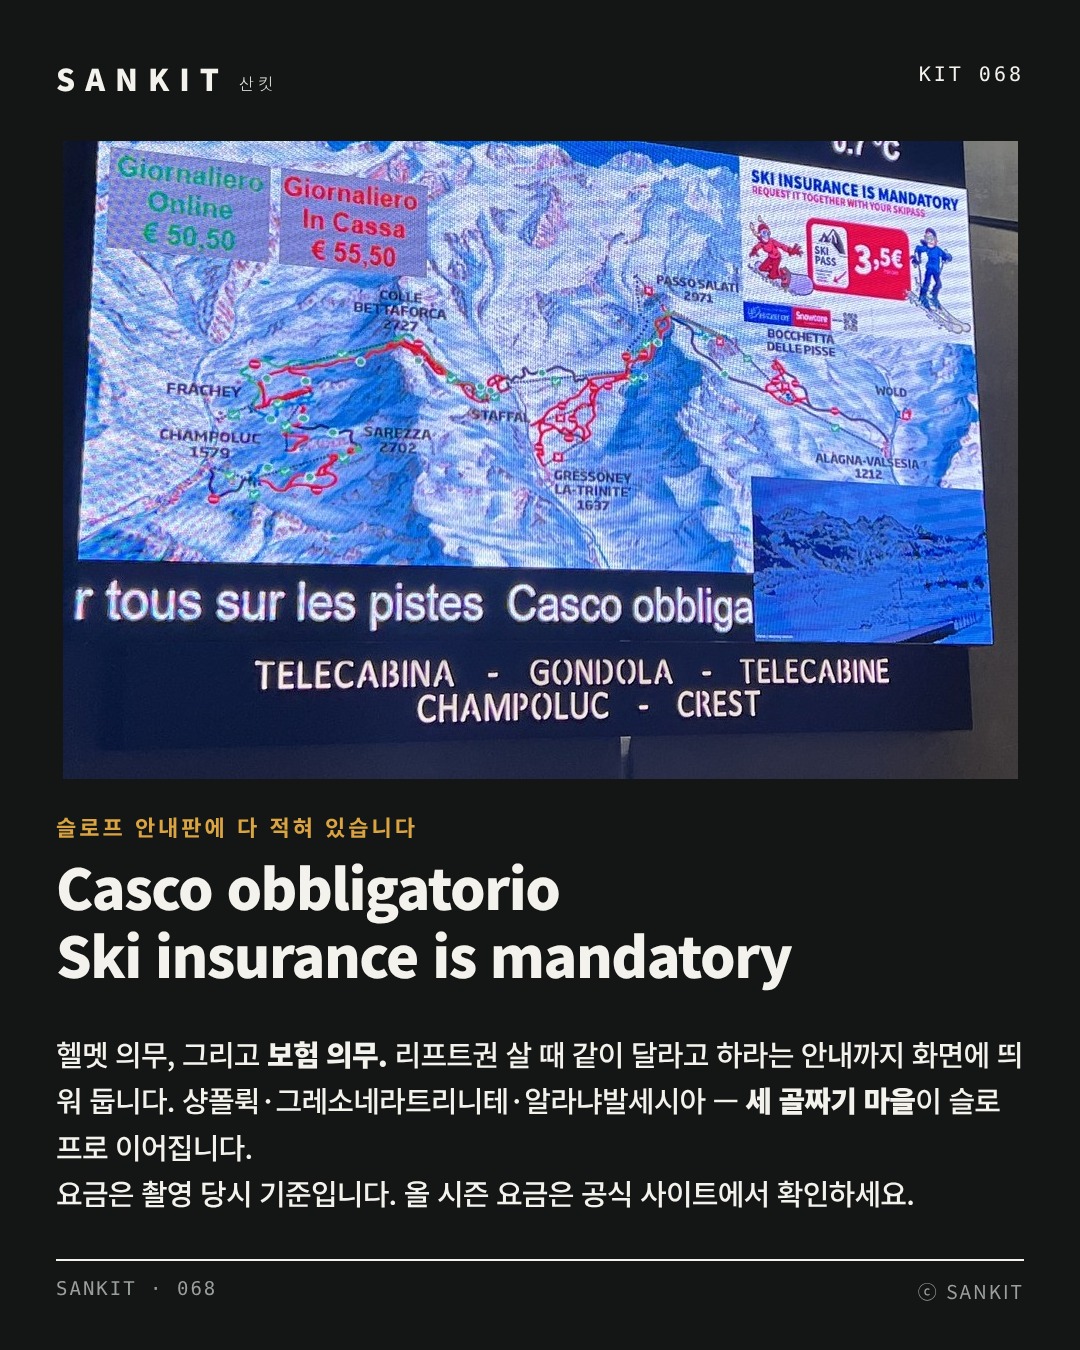 SANKIT 산킷
KIT 068
0.7 °C
Giornaliero
Online
€ 50,50
Giornaliero
In Cassa
€ 55,50
SKI INSURANCE IS MANDATORY
REQUEST IT TOGETHER WITH YOUR SKIPASS
SKI
PASS
3,5€
Snowcare
COLLE
BETTAFORCA
2727
PASSO SALATI
2971
BOCCHETTA
DELLE PISSE
FRACHEY
WOLD
STAFFAL
CHAMPOLUC
1579
SAREZZA
2702
ALAGNA-VALSESIA
1212
GRESSONEY
LA-TRINITE'
1637
r tous sur les pistes Casco obbliga
TELECABINA - GONDOLA - TELECABINE
CHAMPOLUC - CREST
슬로프 안내판에 다 적혀 있습니다
Casco obbligatorio
Ski insurance is mandatory
헬멧 의무, 그리고 보험 의무. 리프트권 살 때 같이 달라고 하라는 안내까지 화면에 띄
워 둡니다. 샹폴뤽·그레소네라트리니테·알라냐발세시아 — 세 골짜기 마을이 슬로
프로 이어집니다.
요금은 촬영 당시 기준입니다. 올 시즌 요금은 공식 사이트에서 확인하세요.
SANKIT · 068
ⓒ SANKIT